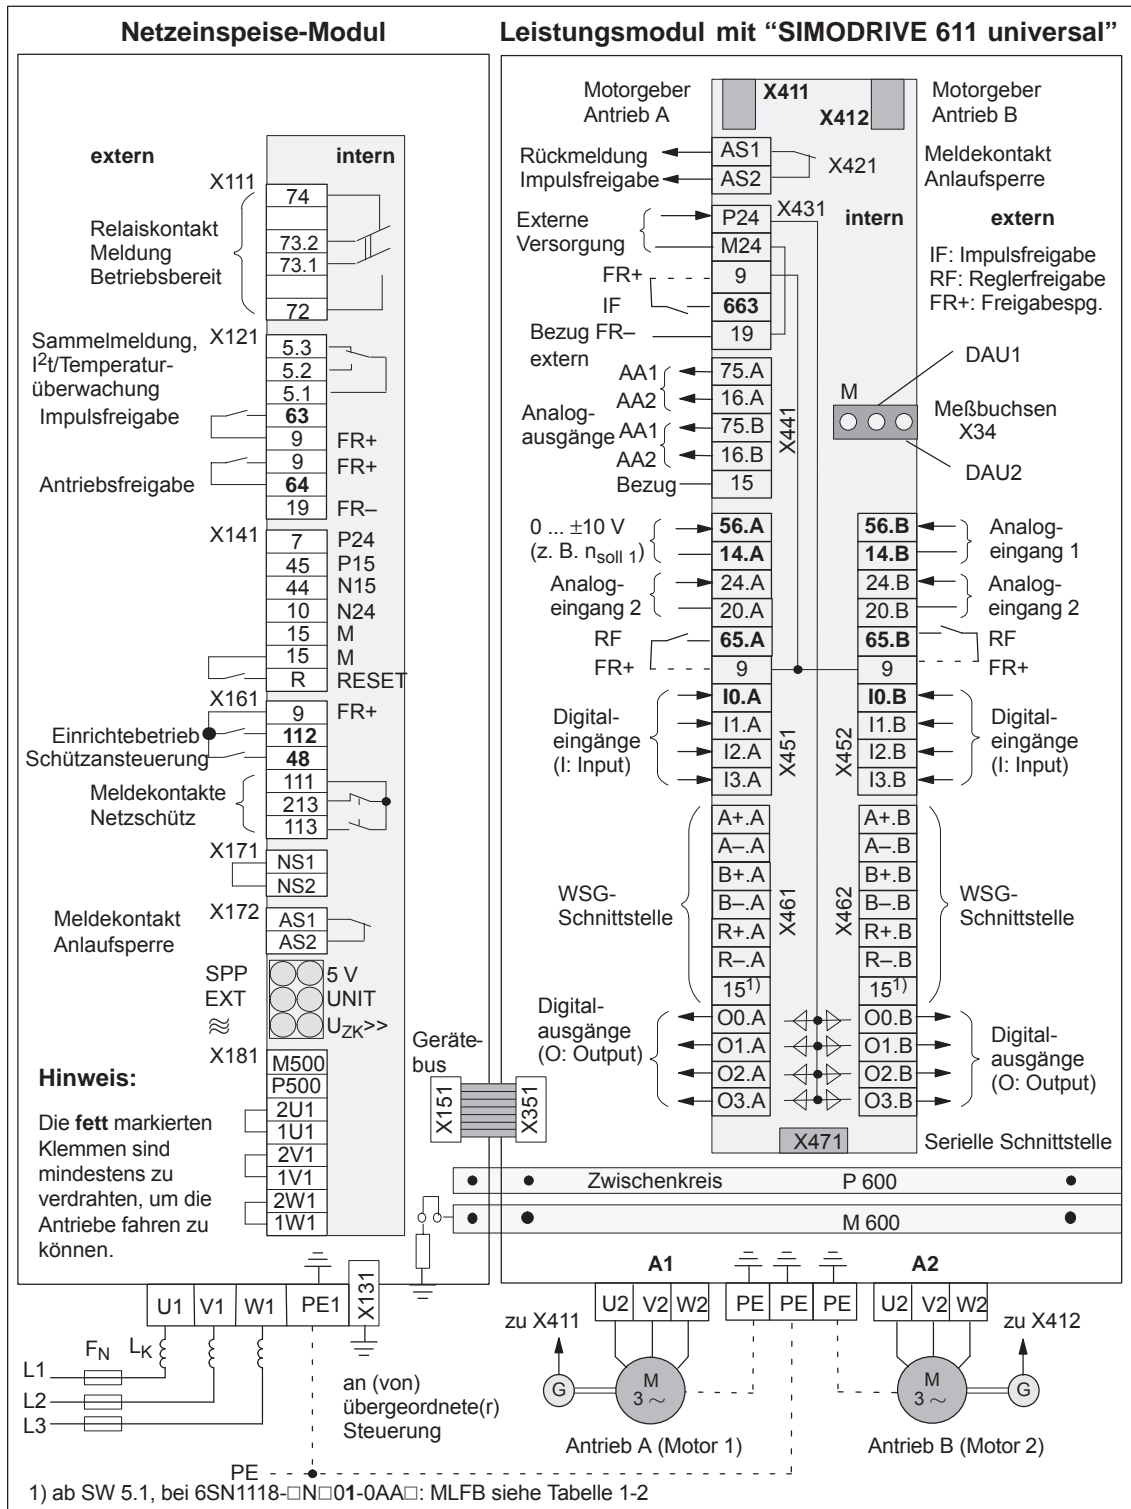 Netzeinspeise-Modul
extern
intern
X111
74
73.2
73.1
72
Relaiskontakt
Meldung
Betriebsbereit
X121
Sammelmeldung,
I2t/Temperatur-
überwachung
5.3
5.2
5.1
Impulsfreigabe
63
9 FR+
9 FR+
Antriebsfreigabe
64
19 FR–
X141
7 P24
45 P15
44 N15
10 N24
15 M
15 M
R RESET
X161
9 FR+
Einrichtebetrieb 112
Schützansteuerung 48
Meldekontakte
Netzschütz
111
213
113
X171
NS1
NS2
X172
Meldekontakt
Anlaufsperre
AS1
AS2
SPP 5 V
EXT UNIT
≈ UZK>>
X181
M500
P500
2U1
1U1
2V1
1V1
2W1
1W1
Hinweis:
Die fett markierten
Klemmen sind
mindestens zu
verdrahten, um die
Antriebe fahren zu
können.
Geräte-
bus
X151
X351
U1 V1 W1 PE1 X131
FN LK
L1
L2
L3
an (von)
übergeordnete(r)
Steuerung
PE
Leistungsmodul mit “SIMODRIVE 611 universal”
Motorgeber
Antrieb A
X411
X412
Motorgeber
Antrieb B
Rückmeldung
Impulsfreigabe
AS1
AS2
X421
Meldekontakt
Anlaufsperre
Externe
Versorgung
P24
M24
X431
intern
extern
FR+ 9
IF 663
Bezug FR– 19
extern
IF: Impulsfreigabe
RF: Reglerfreigabe
FR+: Freigabespg.
Analog-
ausgänge
AA1 75.A
AA2 16.A
AA1 75.B
AA2 16.B
Bezug 15
X441
DAU1
M
Meßbuchsen
X34
DAU2
0 ... ±10 V
(z. B. nsoll 1)
56.A
14.A
56.B
14.B
Analog-
eingang 1
Analog-
eingang 2
24.A
20.A
24.B
20.B
Analog-
eingang 2
RF 65.A
65.B RF
FR+ 9
9 FR+
Digital-
eingänge
(I: Input)
I0.A
I1.A
I2.A
I3.A
X451
X452
I0.B
I1.B
I2.B
I3.B
Digital-
eingänge
(I: Input)
WSG-
Schnittstelle
A+.A
A–.A
B+.A
B–.A
R+.A
R–.A
15 1)
X461
X462
A+.B
A–.B
B+.B
B–.B
R+.B
R–.B
15 1)
WSG-
Schnittstelle
Digital-
ausgänge
(O: Output)
O0.A
O1.A
O2.A
O3.A
O0.B
O1.B
O2.B
O3.B
Digital-
ausgänge
(O: Output)
X471
Serielle Schnittstelle
Zwischenkreis P 600
M 600
A1
A2
U2 V2 W2 PE PE PE U2 V2 W2
zu X411
zu X412
G
M
3 ~
M
3 ~
G
Antrieb A (Motor 1)
Antrieb B (Motor 2)
1) ab SW 5.1, bei 6SN1118-□N□01-0AA□: MLFB siehe Tabelle 1-2